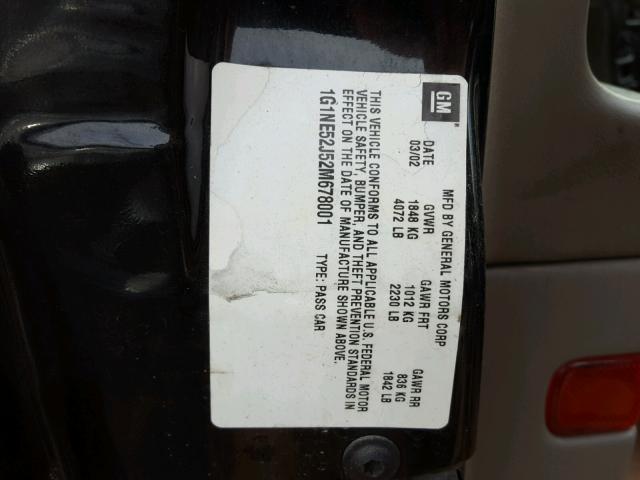 GM
MFD BY GENERAL MOTORS CORP
DATE GVWR GAWR FRT GAWR RR
03/02 1848 KG 1012 KG 836 KG
4072 LB 2230 LB 1842 LB
THIS VEHICLE CONFORMS TO ALL APPLICABLE U.S. FEDERAL MOTOR
VEHICLE SAFETY, BUMPER, AND THEFT PREVENTION STANDARDS IN
EFFECT ON THE DATE OF MANUFACTURE SHOWN ABOVE.
1G1NE52J52M678001 TYPE: PASS CAR